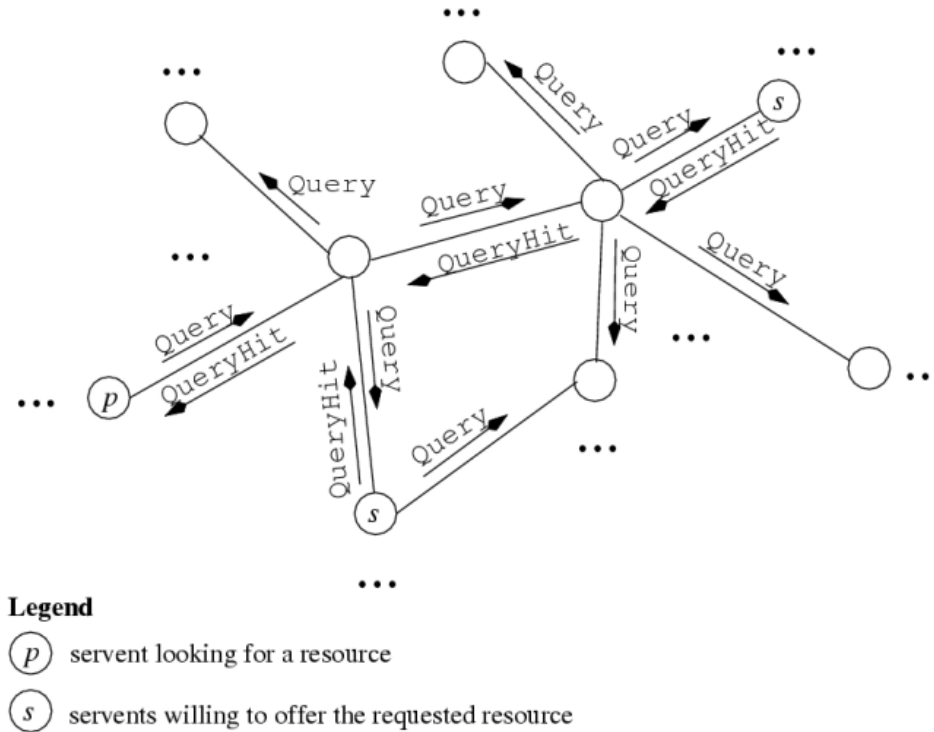 Query
Query
s
QueryHit
Query
Query
QueryHit
Query
Query
Query
QueryHit
p
Query
QueryHit
Query
s
Legend
p servent looking for a resource
s servents willing to offer the requested resource